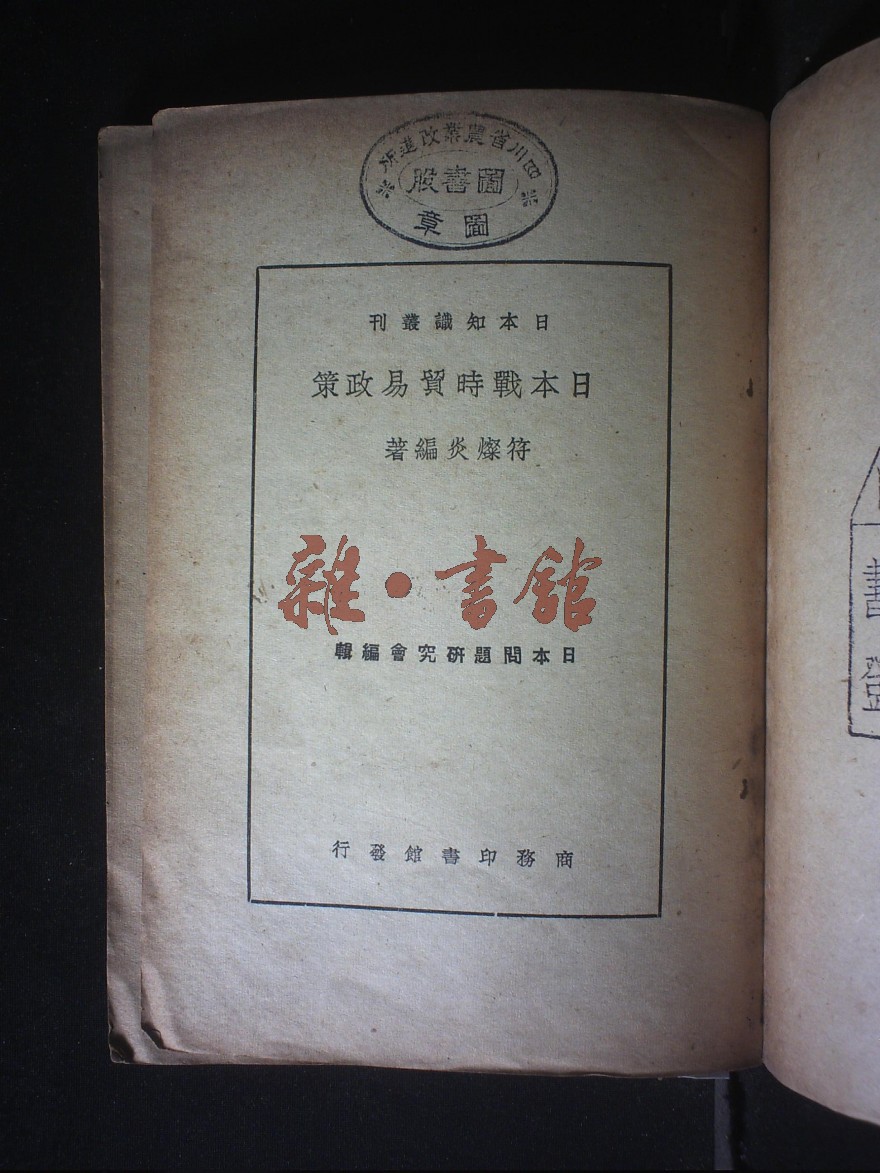 四川省農業改進所
圖書股
圖章
日本知識叢刊
日本戰時貿易政策
符燦炎編著
雜·書館
日本問題研究會編輯
商務印書館發行